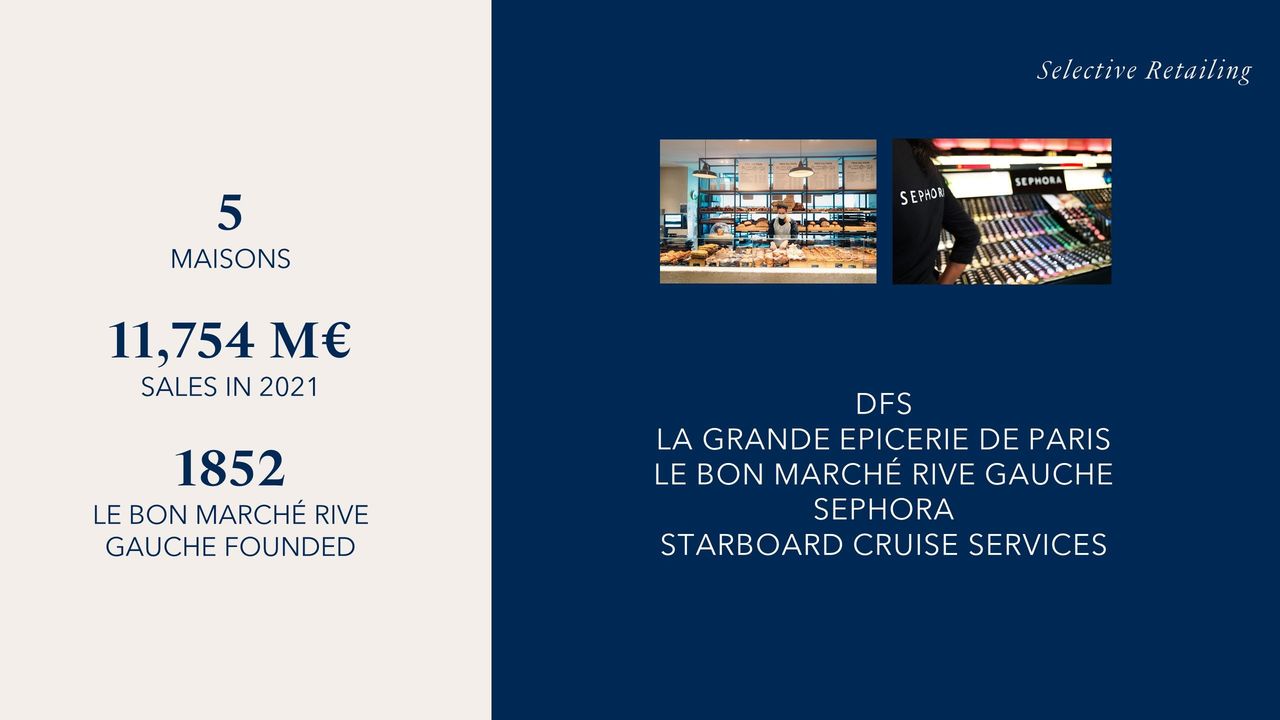 Selective Retailing
5
MAISONS
11,754 M€
SALES IN 2021
1852
LE BON MARCHÉ RIVE
GAUCHE FOUNDED
SEPHORA
SEPHORA
DFS
LA GRANDE EPICERIE DE PARIS
LE BON MARCHÉ RIVE GAUCHE
SEPHORA
STARBOARD CRUISE SERVICES